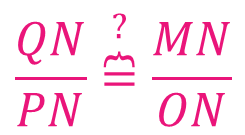 ?
QN / PN ≅ MN / ON